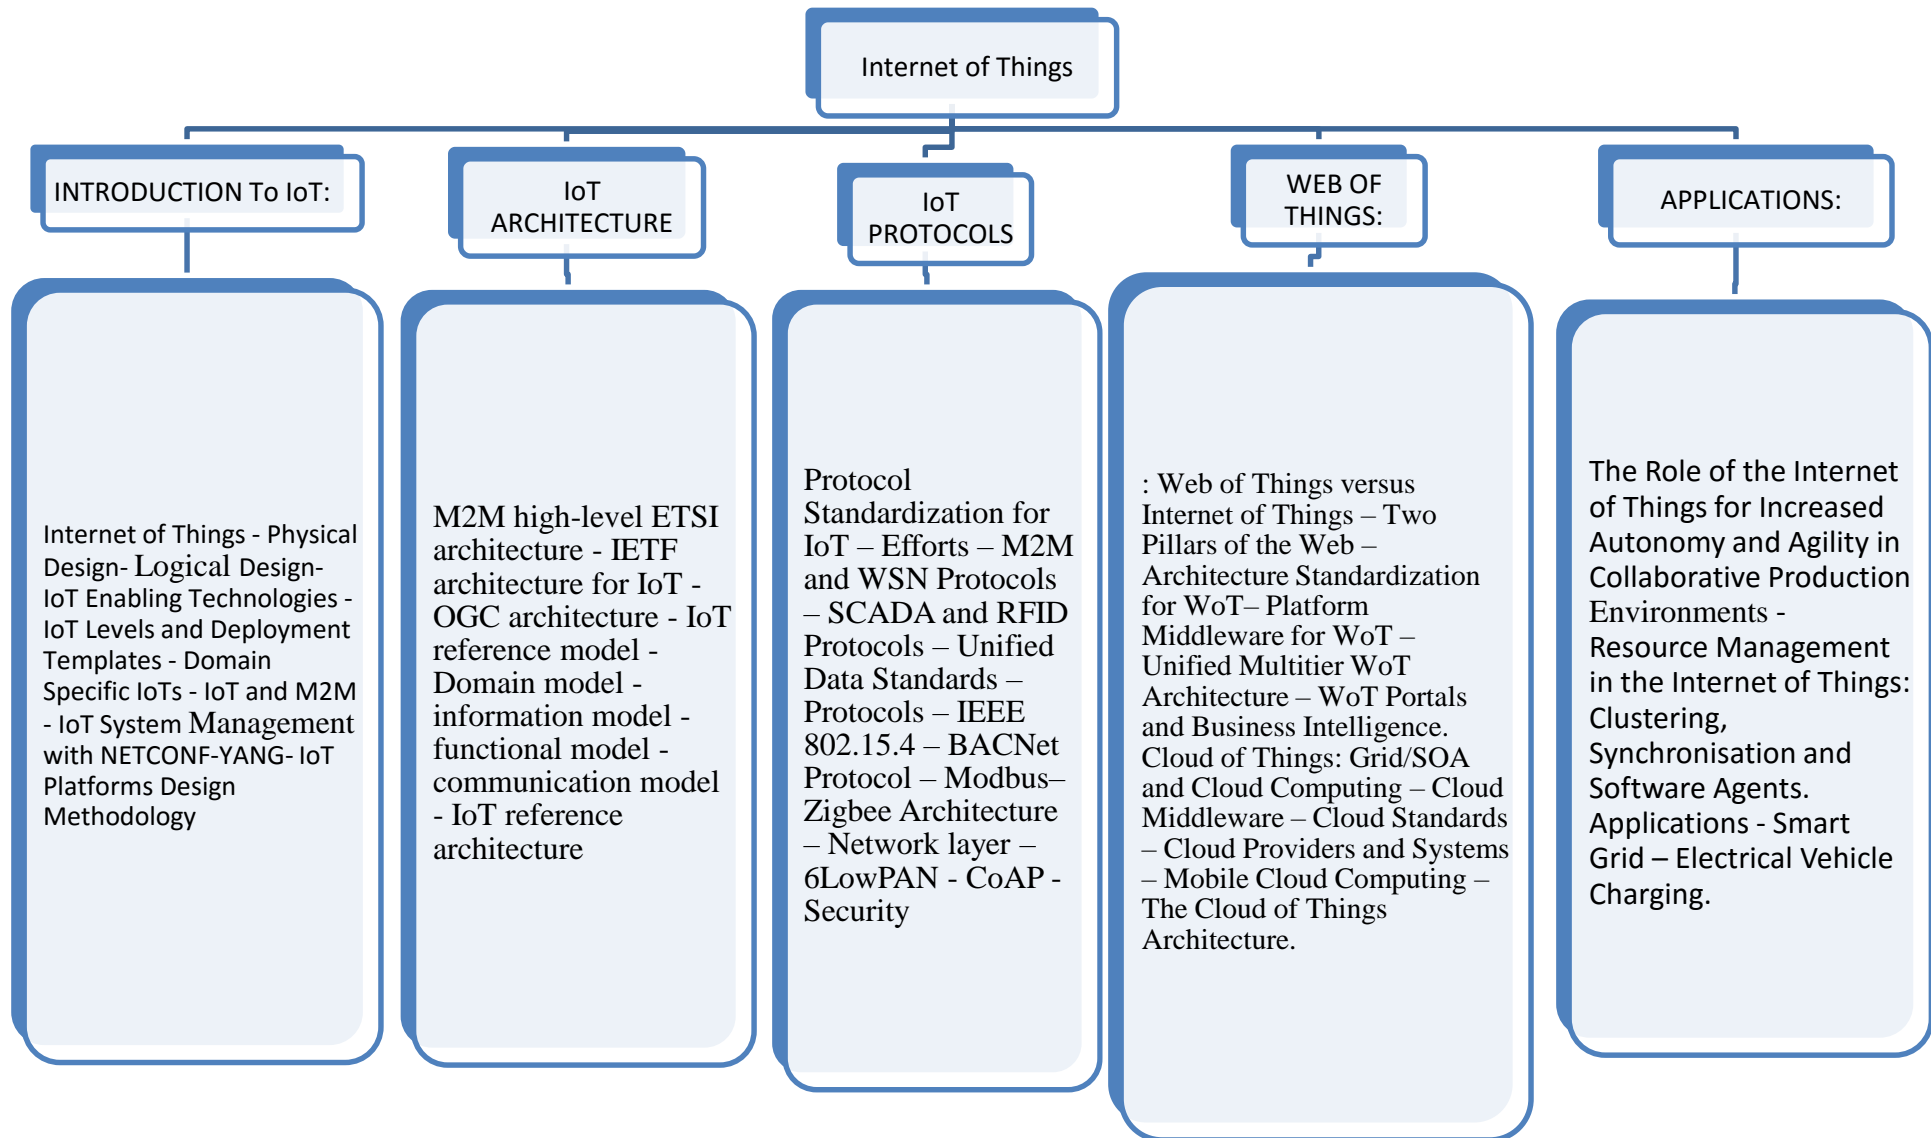 Internet of Things
INTRODUCTION To IoT:
Internet of Things - Physical
Design- Logical Design-
IoT Enabling Technologies -
IoT Levels and Deployment
Templates - Domain
Specific IoTs - IoT and M2M
- IoT System Management
with NETCONF-YANG- IoT
Platforms Design
Methodology
IoT
ARCHITECTURE
M2M high-level ETSI
architecture - IETF
architecture for IoT -
OGC architecture - IoT
reference model -
Domain model -
information model -
functional model -
communication model
- IoT reference
architecture
IoT
PROTOCOLS
Protocol
Standardization for
IoT – Efforts – M2M
and WSN Protocols
– SCADA and RFID
Protocols – Unified
Data Standards –
Protocols – IEEE
802.15.4 – BACNet
Protocol – Modbus–
Zigbee Architecture
– Network layer –
6LowPAN - CoAP -
Security
WEB OF
THINGS:
: Web of Things versus
Internet of Things – Two
Pillars of the Web –
Architecture Standardization
for WoT– Platform
Middleware for WoT –
Unified Multitier WoT
Architecture – WoT Portals
and Business Intelligence.
Cloud of Things: Grid/SOA
and Cloud Computing – Cloud
Middleware – Cloud Standards
– Cloud Providers and Systems
– Mobile Cloud Computing –
The Cloud of Things
Architecture.
APPLICATIONS:
The Role of the Internet
of Things for Increased
Autonomy and Agility in
Collaborative Production
Environments -
Resource Management
in the Internet of Things:
Clustering,
Synchronisation and
Software Agents.
Applications - Smart
Grid – Electrical Vehicle
Charging.